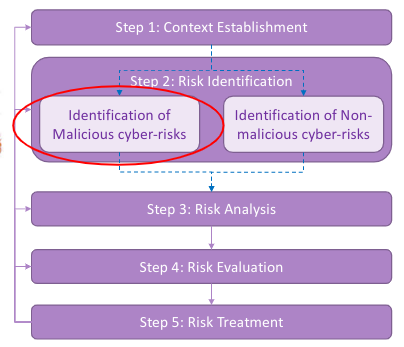 Step 1: Context Establishment
Step 2: Risk Identification
Identification of
Malicious cyber-risks
Identification of Non-
malicious cyber-risks
Step 3: Risk Analysis
Step 4: Risk Evaluation
Step 5: Risk Treatment